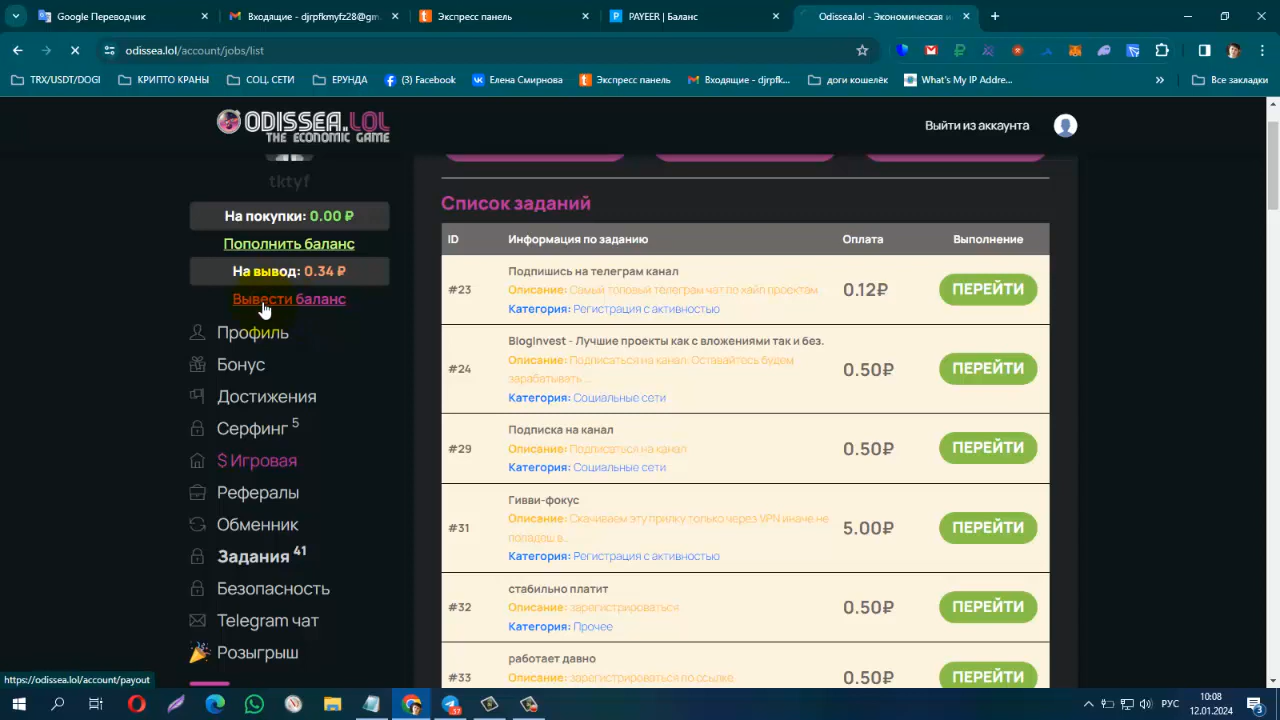 Google Переводчик
Входящие - djrpfkmyfz28@gm
Экспресс панель
PAYEER | Баланс
Odissea.lol - Экономическая и
odissea.lol/account/jobs/list
TRX/USDT/DOGI
КРИПТО КРАНЫ
СОЦ. СЕТИ
ЕРУНДА
(3) Facebook
Елена Смирнова
Экспресс панель
Входящие - djrpfk...
доги кошелёк
What's My IP Addre...
Все закладки
ODISSEA.LOL
THE ECONOMIC GAME
Выйти из аккаунта
tktyf
На покупки: 0.00 ₽
Пополнить баланс
На вывод: 0.34 ₽
Вывести баланс
Профиль
Бонус
Достижения
Серфинг 5
$ Игровая
Рефералы
Обменник
Задания 41
Безопасность
Telegram чат
Розыгрыш
Список заданий
ID Информация по заданию Оплата Выполнение
Подпишись на телеграм канал
#23 Описание: Самый топовый телеграм чат по хайп проектам... 0.12₽ ПЕРЕЙТИ
Категория: Регистрация с активностью
BlogInvest - Лучшие проекты как с вложениями так и без.
#24 Описание: Подписаться на канал. Оставайтесь будем 0.50₽ ПЕРЕЙТИ
зарабатывать ...
Категория: Социальные сети
Подписка на канал
#29 Описание: Подписаться на канал 0.50₽ ПЕРЕЙТИ
Категория: Социальные сети
Гивви-фокус
#31 Описание: Скачиваем эту прилку только через VPN иначе не 5.00₽ ПЕРЕЙТИ
попадеш в...
Категория: Регистрация с активностью
стабильно платит
#32 Описание: зарегистрироваться 0.50₽ ПЕРЕЙТИ
Категория: Прочее
работает давно
#33 Описание: зарегистрироваться по ссылке 0.50₽ ПЕРЕЙТИ
https://odissea.lol/account/payout
РУС
10:08
12.01.2024